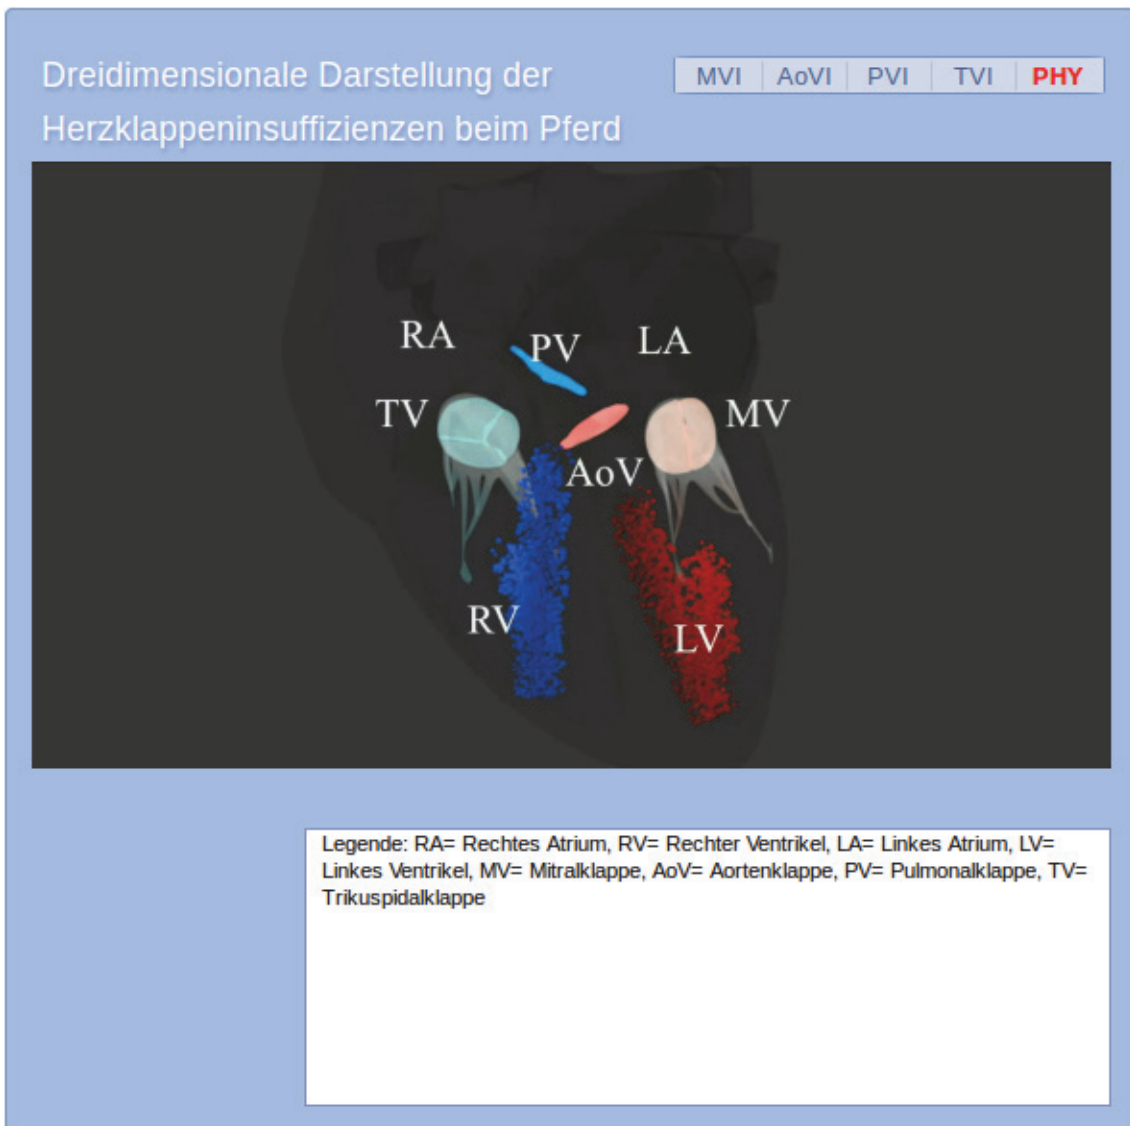 Dreidimensionale Darstellung der
Herzklappeninsuffizienzen beim Pferd
MVI AoVI PVI TVI PHY
RA PV LA
TV MV
AoV
RV
LV
Legende: RA= Rechtes Atrium, RV= Rechter Ventrikel, LA= Linkes Atrium, LV=
Linkes Ventrikel, MV= Mitralklappe, AoV= Aortenklappe, PV= Pulmonalklappe, TV=
Trikuspidalklappe